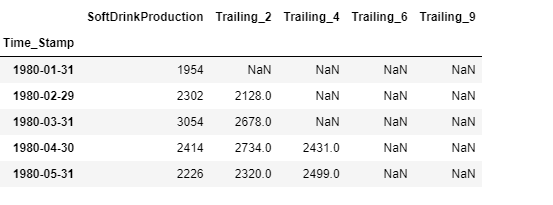 SoftDrinkProduction Trailing_2 Trailing_4 Trailing_6 Trailing_9
Time_Stamp
1980-01-31 1954 NaN NaN NaN NaN
1980-02-29 2302 2128.0 NaN NaN NaN
1980-03-31 3054 2678.0 NaN NaN NaN
1980-04-30 2414 2734.0 2431.0 NaN NaN
1980-05-31 2226 2320.0 2499.0 NaN NaN